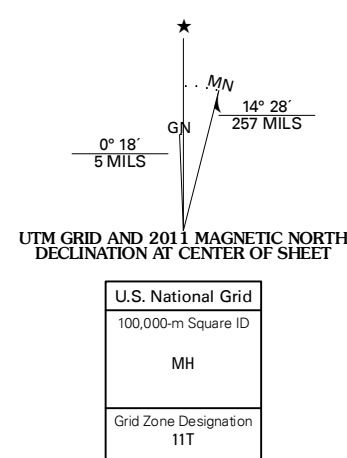 ★
MN
14° 28´
257 MILS
GN
0° 18´
5 MILS
UTM GRID AND 2011 MAGNETIC NORTH
DECLINATION AT CENTER OF SHEET
U.S. National Grid
100,000-m Square ID
MH
Grid Zone Designation
11T